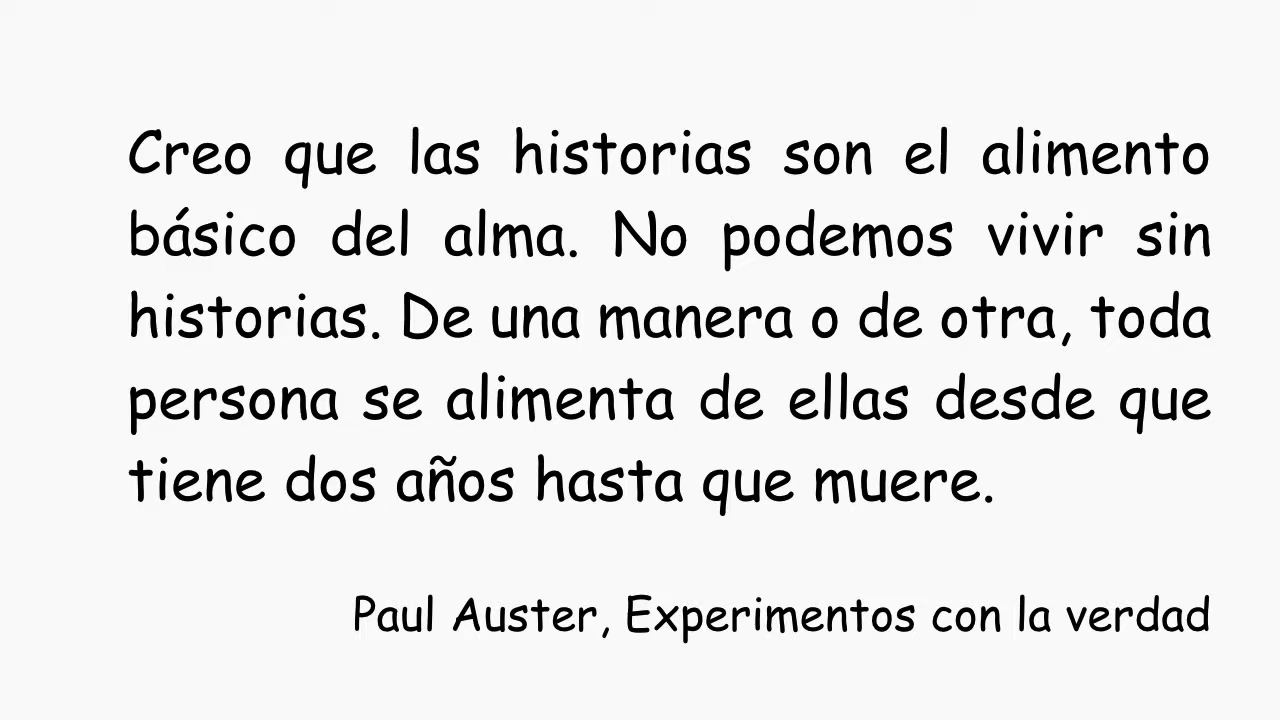 Creo que las historias son el alimento
básico del alma. No podemos vivir sin
historias. De una manera o de otra, toda
persona se alimenta de ellas desde que
tiene dos años hasta que muere.
Paul Auster, Experimentos con la verdad